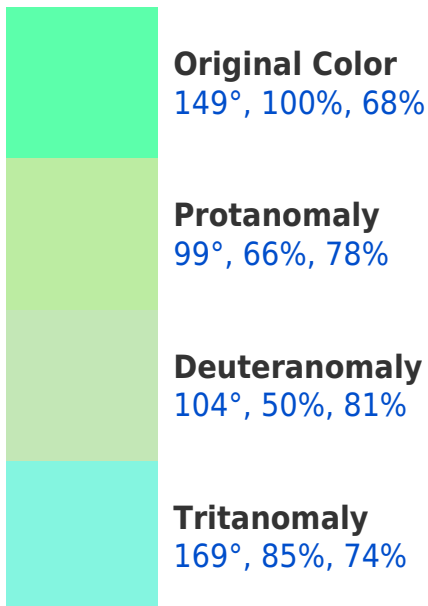 Original Color
149°, 100%, 68%
Protanomaly
99°, 66%, 78%
Deuteranomaly
104°, 50%, 81%
Tritanomaly
169°, 85%, 74%